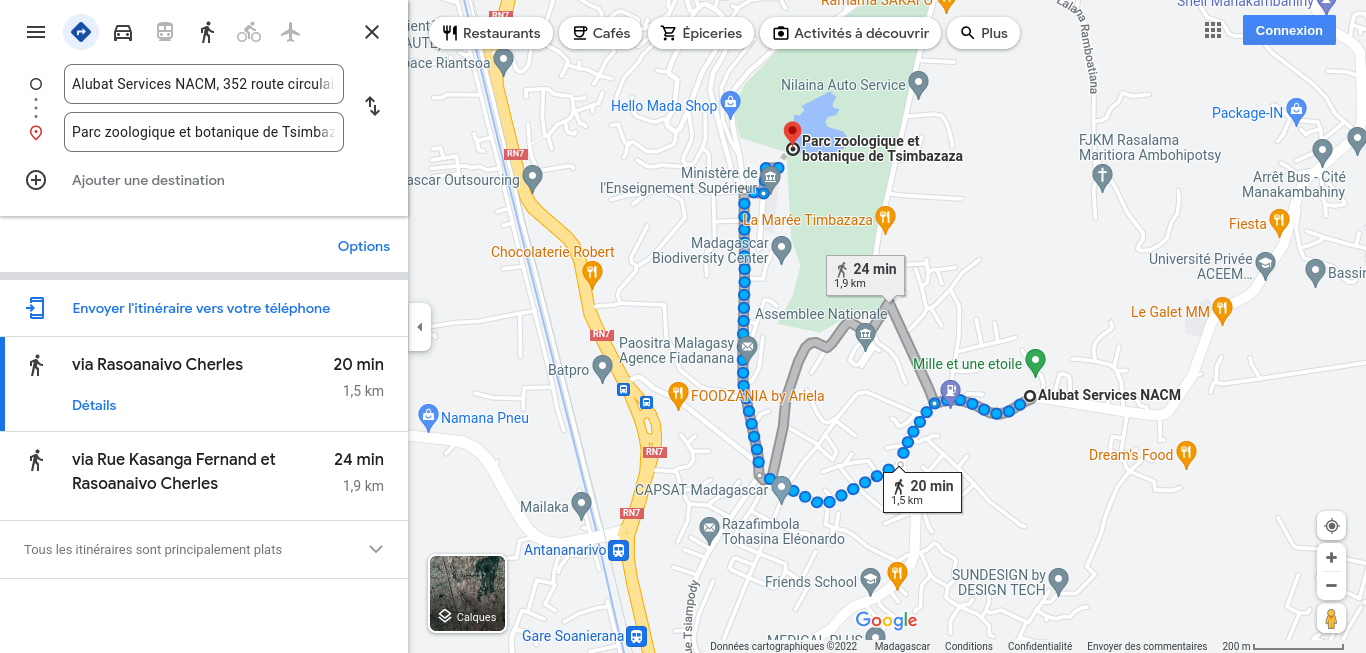 Alubat Services NACM, 352 route circulai
Parc zoologique et botanique de Tsimbaz
Ajouter une destination
Options
Envoyer l'itinéraire vers votre téléphone
via Rasoanaivo Cherles
20 min
1,5 km
Détails
via Rue Kasanga Fernand et
Rasoanaivo Cherles
24 min
1,9 km
Tous les itinéraires sont principalement plats
Restaurants
Cafés
Épiceries
Activités à découvrir
Plus
Connexion
RN7
Shell Manakambahiny
Lalana Ramboatiana
pace Riantsoa
Nilaina Auto Service
Hello Mada Shop
Package-IN
Parc zoologique et
botanique de Tsimbazaza
FJKM Rasalama
Maritiora Ambohipotsy
RN7
ascar Outsourcing
Ministère de
l'Enseignement Supérieur
Arrêt Bus - Cité
Manakambahiny
La Marée Timbazaza
Fiesta
Chocolaterie Robert
Madagascar
Biodiversity Center
Université Privée
ACEEM...
Bassin
24 min
1,9 km
Assemblee Nationale
Le Galet MM
RN7
Paositra Malagasy
Agence Fiadanana
Batpro
Mille et une etoile
FOODZANIA by Ariela
Alubat Services NACM
Namana Pneu
RN7
Dream's Food
CAPSAT Madagascar
20 min
1,5 km
Mailaka
RN7
Razafimbola
Tohasina Eléonardo
Antananarivo
Friends School
SUNDESIGN by
DESIGN TECH
Calques
ue Tsiampody
Google
Gare Soanierana
MEDICAL PLUS
Données cartographiques ©2022
Madagascar
Conditions
Confidentialité
Envoyer des commentaires
200 m